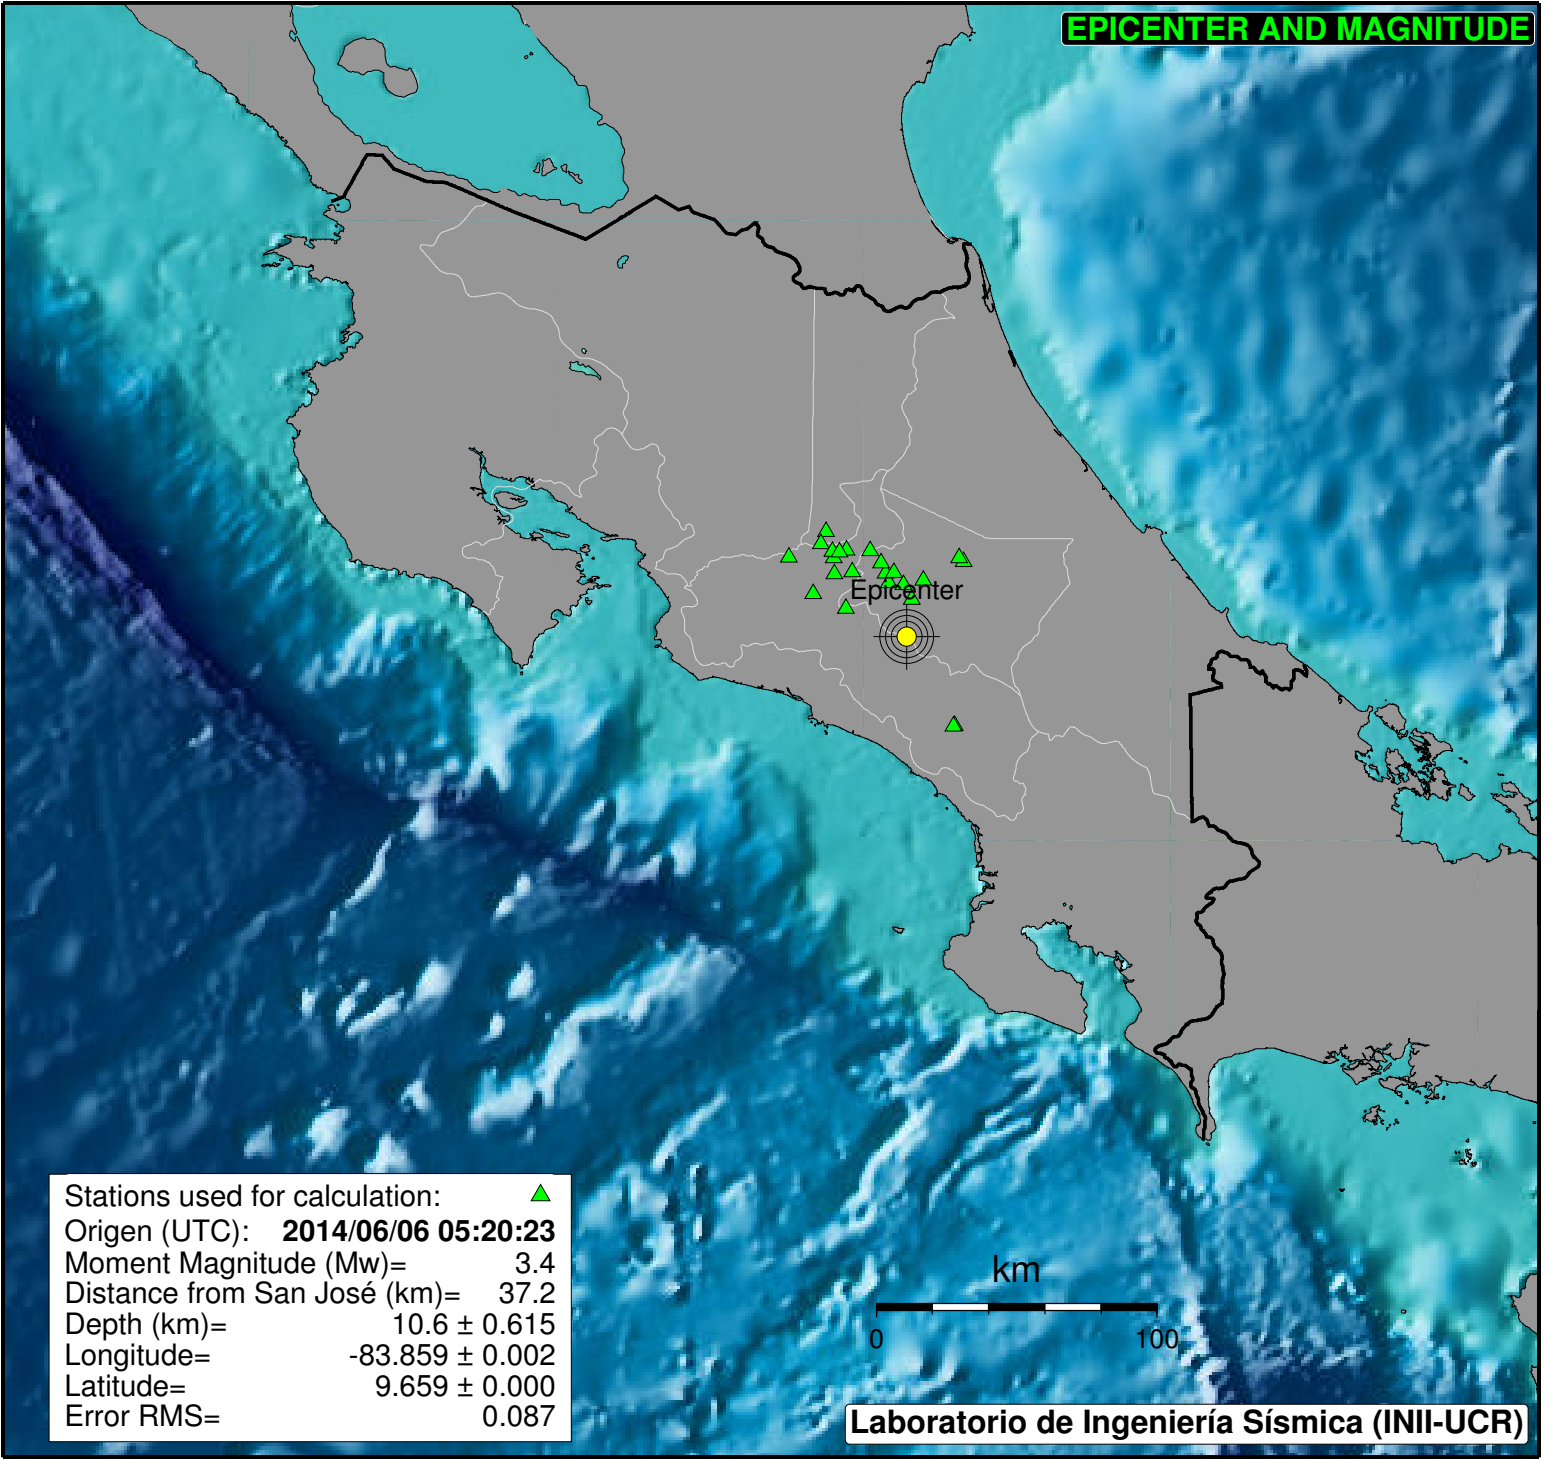 EPICENTER AND MAGNITUDE
Epicenter
Stations used for calculation:
Origen (UTC): 2014/06/06 05:20:23
Moment Magnitude (Mw)= 3.4
Distance from San José (km)= 37.2
Depth (km)= 10.6 ± 0.615
Longitude= -83.859 ± 0.002
Latitude= 9.659 ± 0.000
Error RMS= 0.087
km
0 100
Laboratorio de Ingeniería Sísmica (INII-UCR)